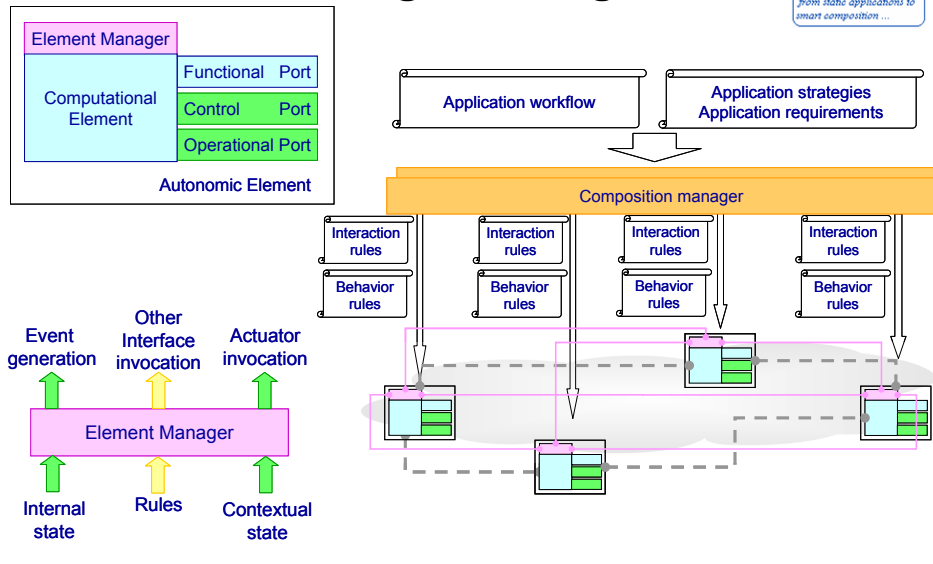 from static applications to
smart composition ...
Element Manager
Computational
Element
Functional Port
Control Port
Operational Port
Autonomic Element
Application workflow
Application strategies
Application requirements
Composition manager
Interaction
rules
Behavior
rules
Interaction
rules
Behavior
rules
Interaction
rules
Behavior
rules
Interaction
rules
Behavior
rules
Event
generation
Other
Interface
invocation
Actuator
invocation
Element Manager
Internal
state
Rules
Contextual
state